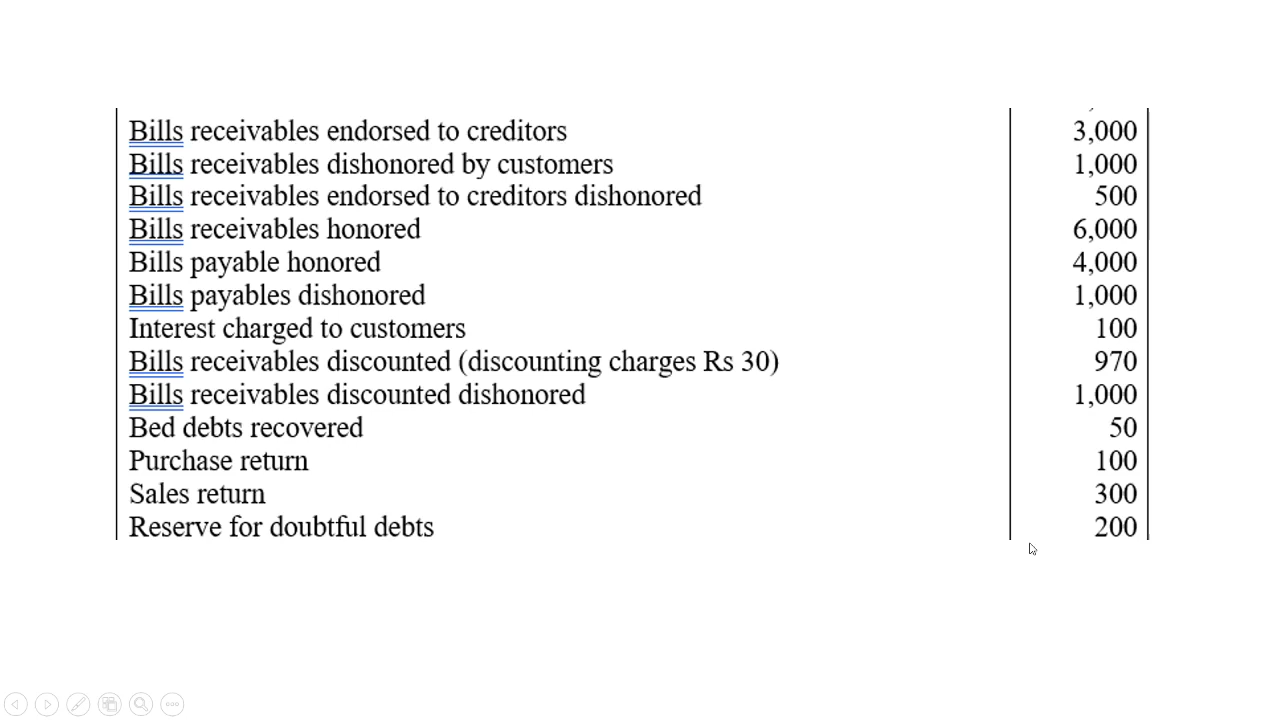 Bills receivables endorsed to creditors 3,000
Bills receivables dishonored by customers 1,000
Bills receivables endorsed to creditors dishonored 500
Bills receivables honored 6,000
Bills payable honored 4,000
Bills payables dishonored 1,000
Interest charged to customers 100
Bills receivables discounted (discounting charges Rs 30) 970
Bills receivables discounted dishonored 1,000
Bed debts recovered 50
Purchase return 100
Sales return 300
Reserve for doubtful debts 200